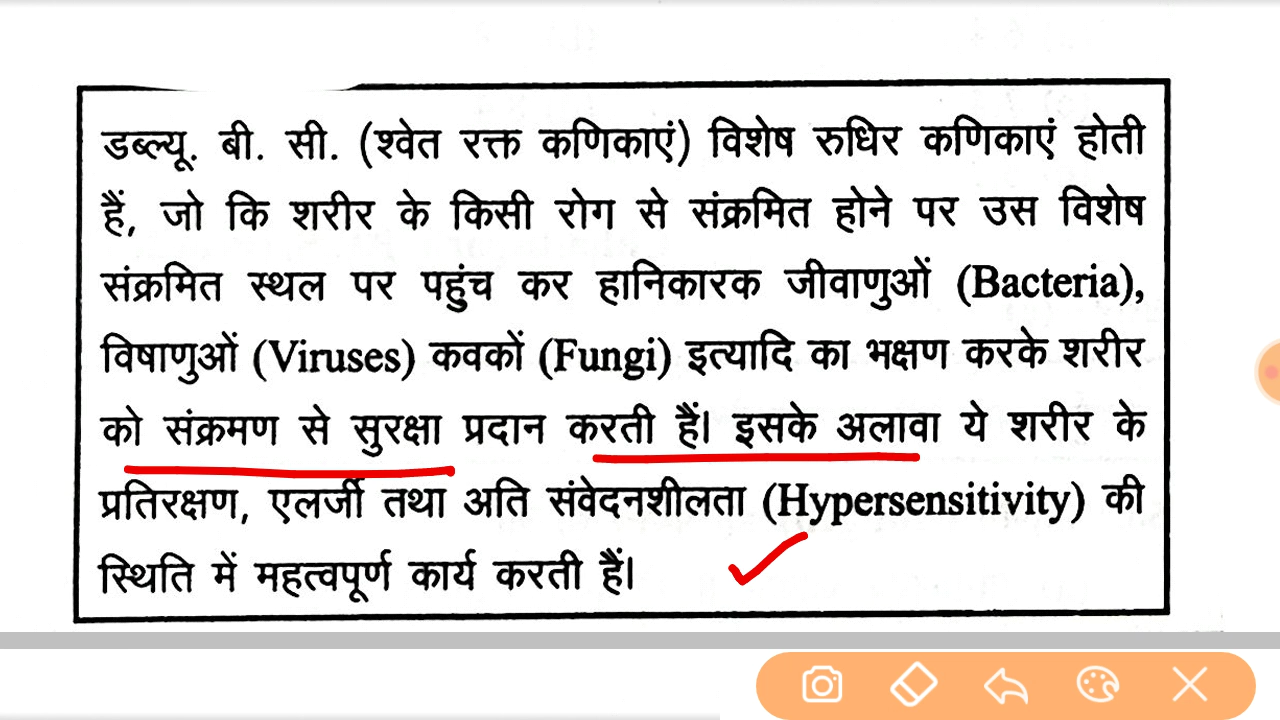 डब्ल्यू. बी. सी. (श्वेत रक्त कणिकाएं) विशेष रुधिर कणिकाएं होती
हैं, जो कि शरीर के किसी रोग से संक्रमित होने पर उस विशेष
संक्रमित स्थल पर पहुंच कर हानिकारक जीवाणुओं (Bacteria),
विषाणुओं (Viruses) कवकों (Fungi) इत्यादि का भक्षण करके शरीर
को संक्रमण से सुरक्षा प्रदान करती हैं। इसके अलावा ये शरीर के
प्रतिरक्षण, एलर्जी तथा अति संवेदनशीलता (Hypersensitivity) की
स्थिति में महत्वपूर्ण कार्य करती हैं।